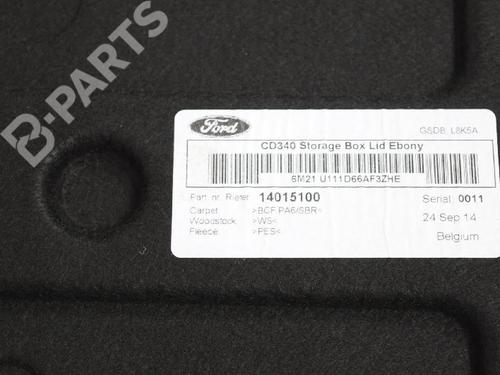 B-PARTS
Ford
GSDB: L8K5A
CD340 Storage Box Lid Ebony
6M21 U111D66AF3ZHE
Part. nr. Rieter: 14015100
Serial: 0011
Carpet: >BCF PA6/SBR<
Woodstock: >WS<
24 Sep 14
Fleece: >PES<
Belgium